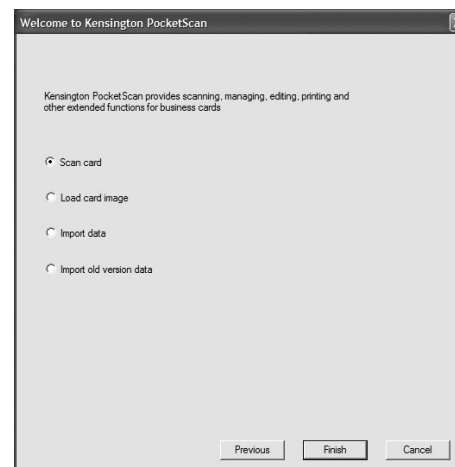 Welcome to Kensington PocketScan
Kensington PocketScan provides scanning, managing, editing, printing and
other extended functions for business cards
Scan card
Load card image
Import data
Import old version data
Previous Finish Cancel